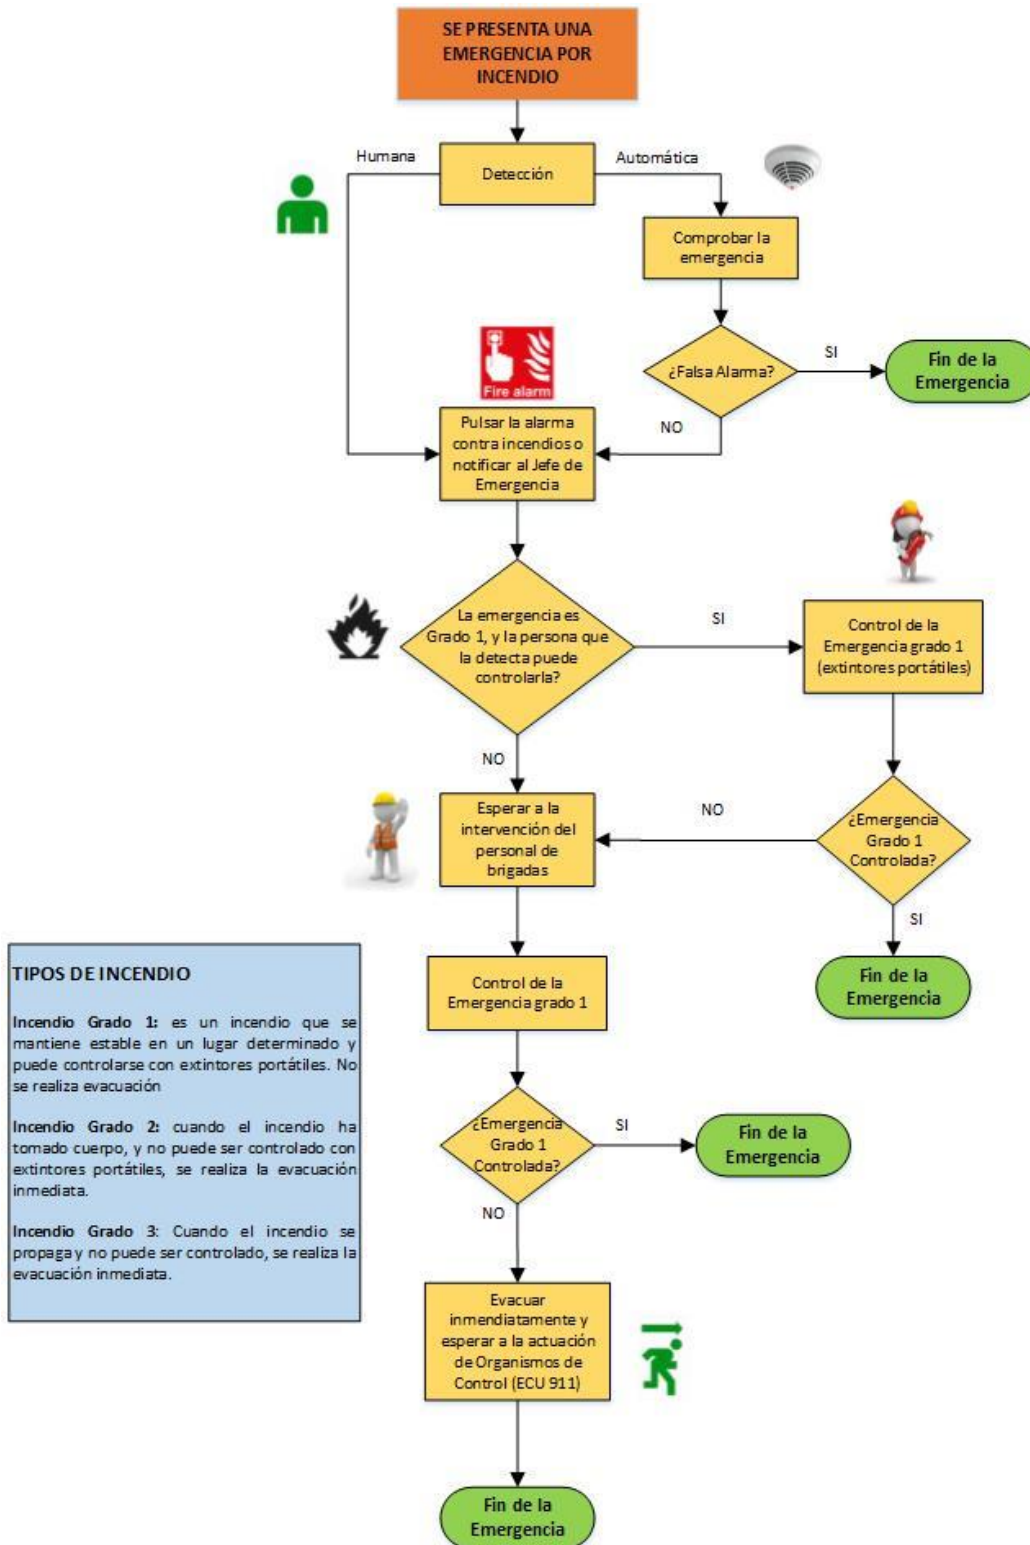 SE PRESENTA UNA
EMERGENCIA POR
INCENDIO
Humana
Detección
Automática
Comprobar la
emergencia
¿Falsa Alarma?
SI
Fin de la
Emergencia
NO
Fire alarm
Pulsar la alarma
contra incendios o
notificar al Jefe de
Emergencia
La emergencia es
Grado 1, y la persona que
la detecta puede
controlarla?
SI
Control de la
Emergencia grado 1
(extintores portátiles)
NO
Esperar a la
intervención del
personal de
brigadas
NO
¿Emergencia
Grado 1
Controlada?
SI
Fin de la
Emergencia
Control de la
Emergencia grado 1
¿Emergencia
Grado 1
Controlada?
SI
Fin de la
Emergencia
NO
Evacuar
inmendiatamente y
esperar a la actuación
de Organismos de
Control (ECU 911)
Fin de la
Emergencia
TIPOS DE INCENDIO
Incendio Grado 1: es un incendio que se
mantiene estable en un lugar determinado y
puede controlarse con extintores portátiles. No
se realiza evacuación
Incendio Grado 2: cuando el incendio ha
tomado cuerpo, y no puede ser controlado con
extintores portátiles, se realiza la evacuación
inmediata.
Incendio Grado 3: Cuando el incendio se
propaga y no puede ser controlado, se realiza la
evacuación inmediata.